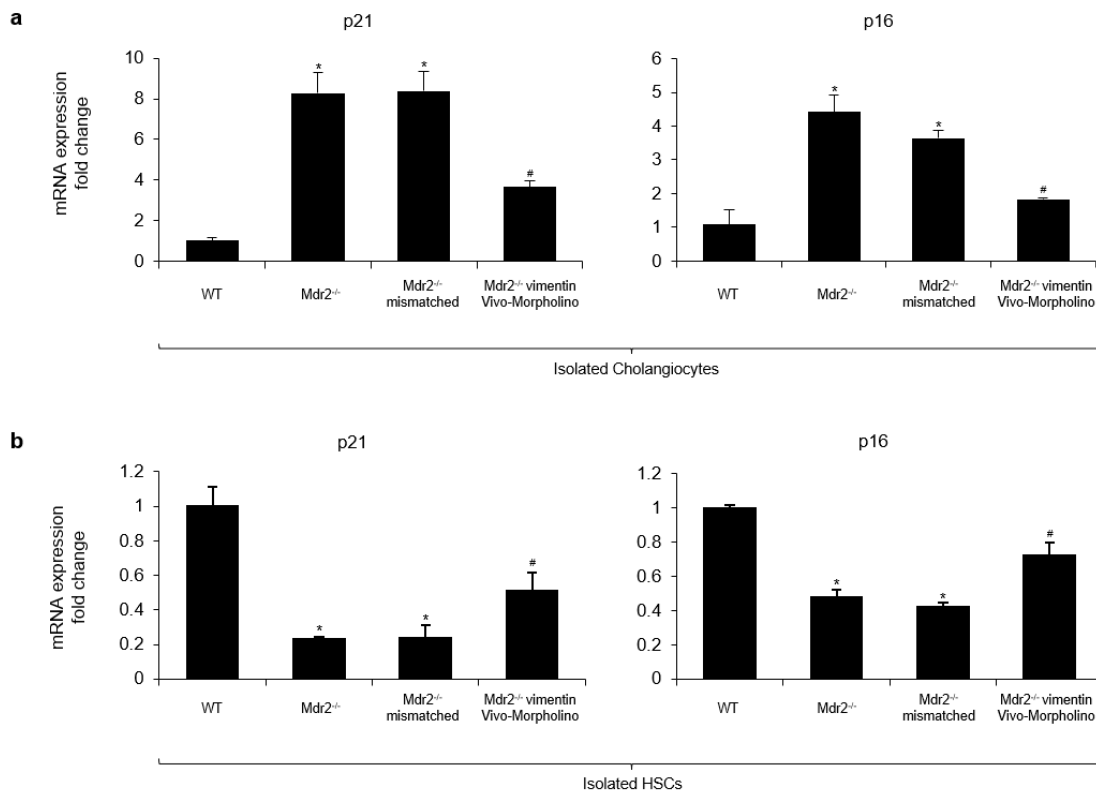 a
p21
p16
mRNA expression
fold change
10
8
6
4
2
0
*
*
#
6
5
4
3
2
1
0
*
*
#
WT
Mdr2-/-
Mdr2-/-
mismatched
Mdr2-/- vimentin
Vivo-Morpholino
WT
Mdr2-/-
Mdr2-/-
mismatched
Mdr2-/- vimentin
Vivo-Morpholino
Isolated Cholangiocytes
b
p21
p16
mRNA expression
fold change
1.2
1
0.8
0.6
0.4
0.2
0
*
*
#
1.2
1
0.8
0.6
0.4
0.2
0
*
*
#
WT
Mdr2-/-
Mdr2-/-
mismatched
Mdr2-/- vimentin
Vivo-Morpholino
WT
Mdr2-/-
Mdr2-/-
mismatched
Mdr2-/- vimentin
Vivo-Morpholino
Isolated HSCs